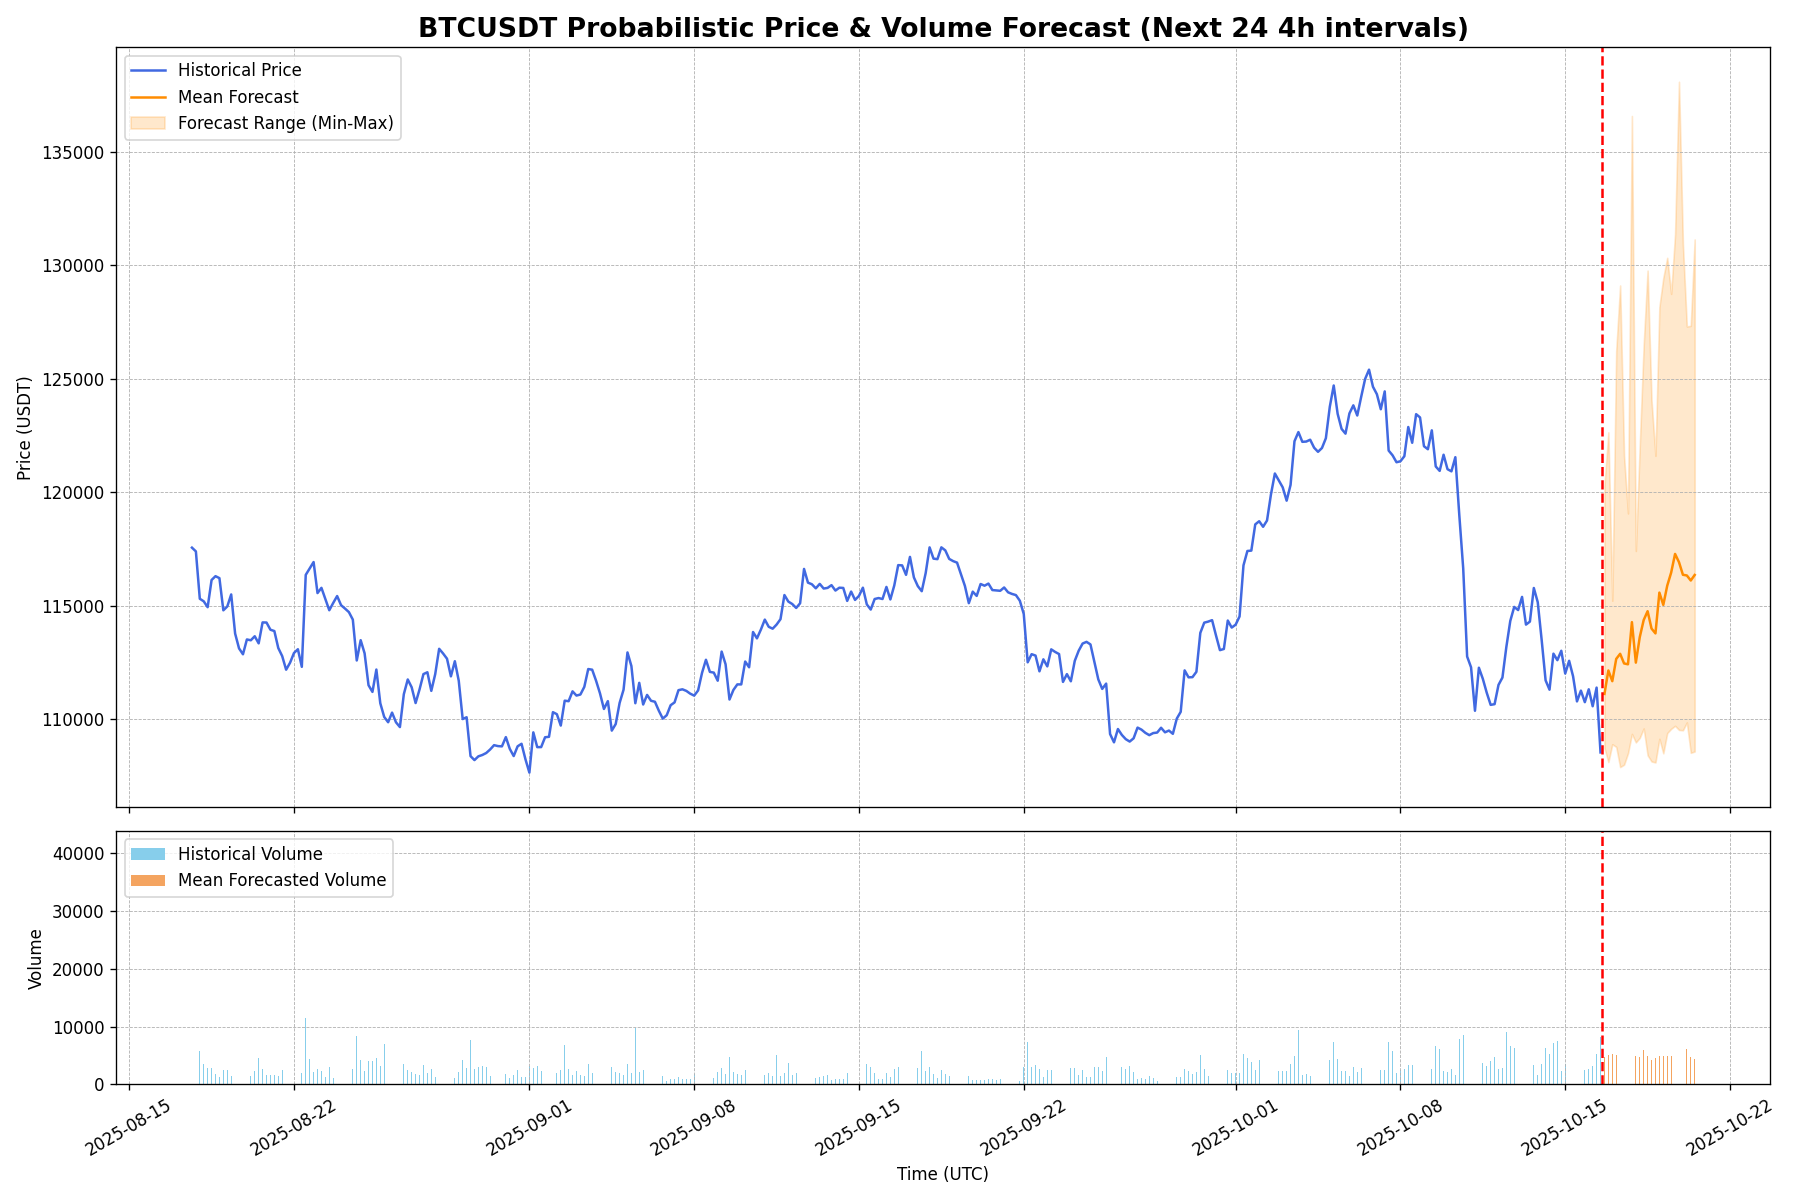 BTCUSDT Probabilistic Price & Volume Forecast (Next 24 4h intervals)
Historical Price
Mean Forecast
Forecast Range (Min-Max)
135000
130000
125000
120000
115000
110000
Price (USDT)
Historical Volume
Mean Forecasted Volume
40000
30000
20000
10000
0
Volume
2025-08-15
2025-08-22
2025-09-01
2025-09-08
2025-09-15
2025-09-22
2025-10-01
2025-10-08
2025-10-15
2025-10-22
Time (UTC)